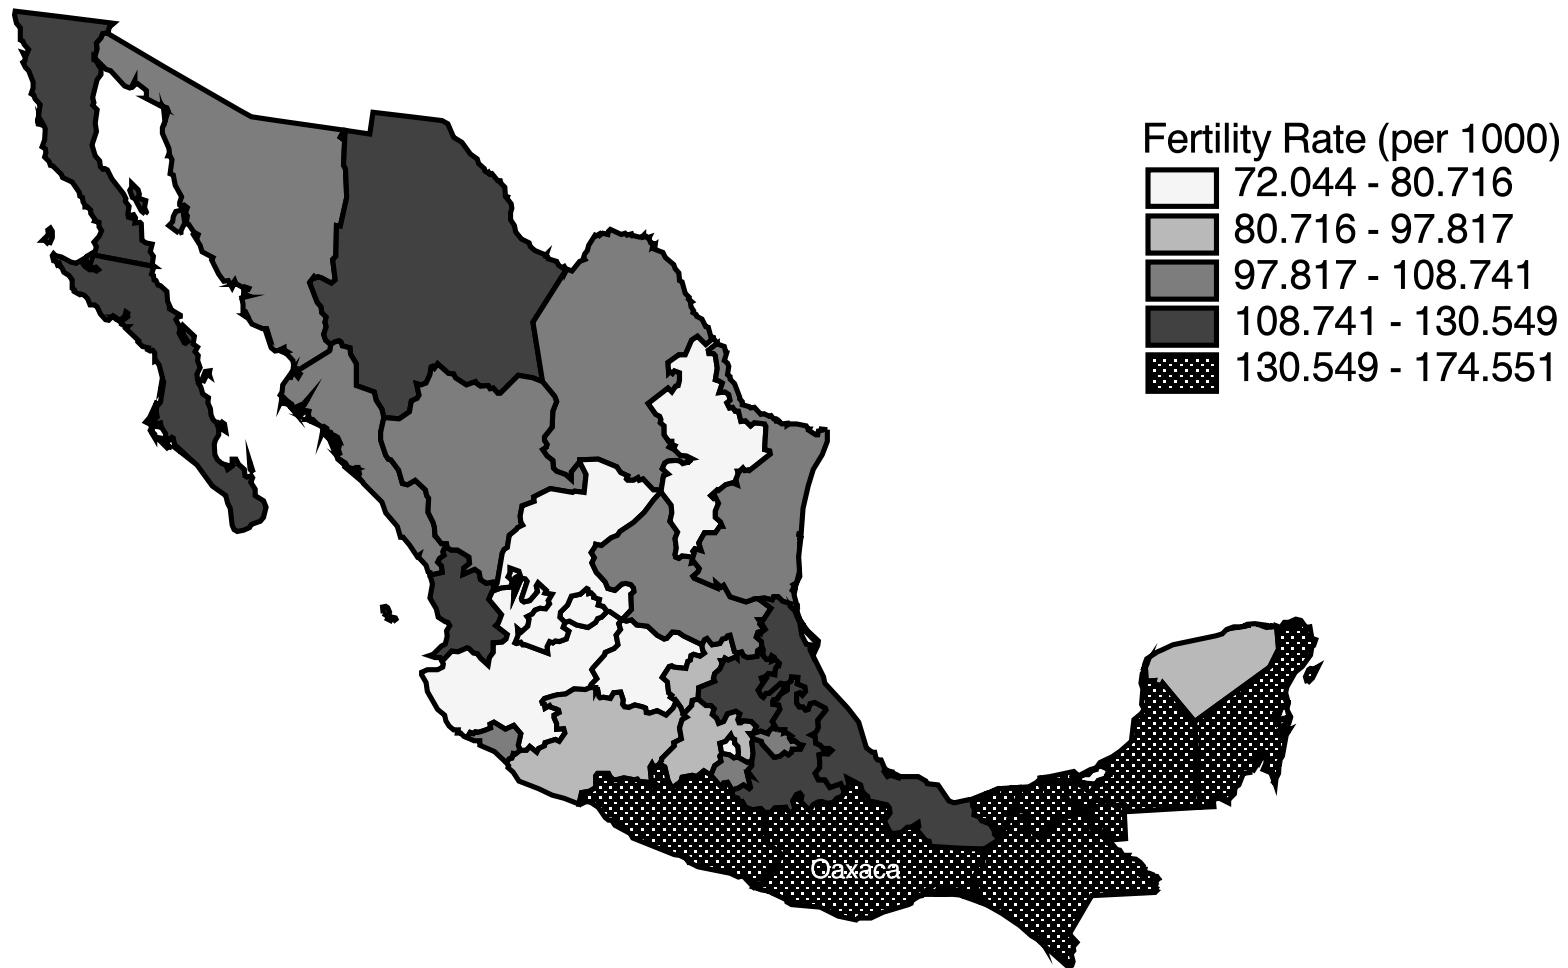 Fertility Rate (per 1000)
72.044 - 80.716
80.716 - 97.817
97.817 - 108.741
108.741 - 130.549
130.549 - 174.551
Oaxaca